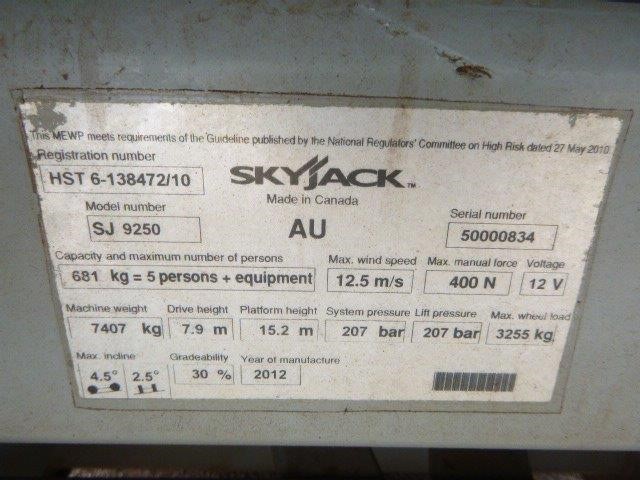 This MEWP meets requirements of the Guideline published by the National Regulators' Committee on High Risk dated 27 May 2010
Registration number
HST 6-138472/10
SKYJACK TM
Made in Canada
Model number
SJ 9250
AU
Serial number
50000834
Capacity and maximum number of persons
681 kg = 5 persons + equipment
Max. wind speed
12.5 m/s
Max. manual force
400 N
Voltage
12 V
Machine weight
7407 kg
Drive height
7.9 m
Platform height
15.2 m
System pressure
207 bar
Lift pressure
207 bar
Max. wheel load
3255 kg
Max. incline
4.5° 2.5°
Gradeability
30 %
Year of manufacture
2012